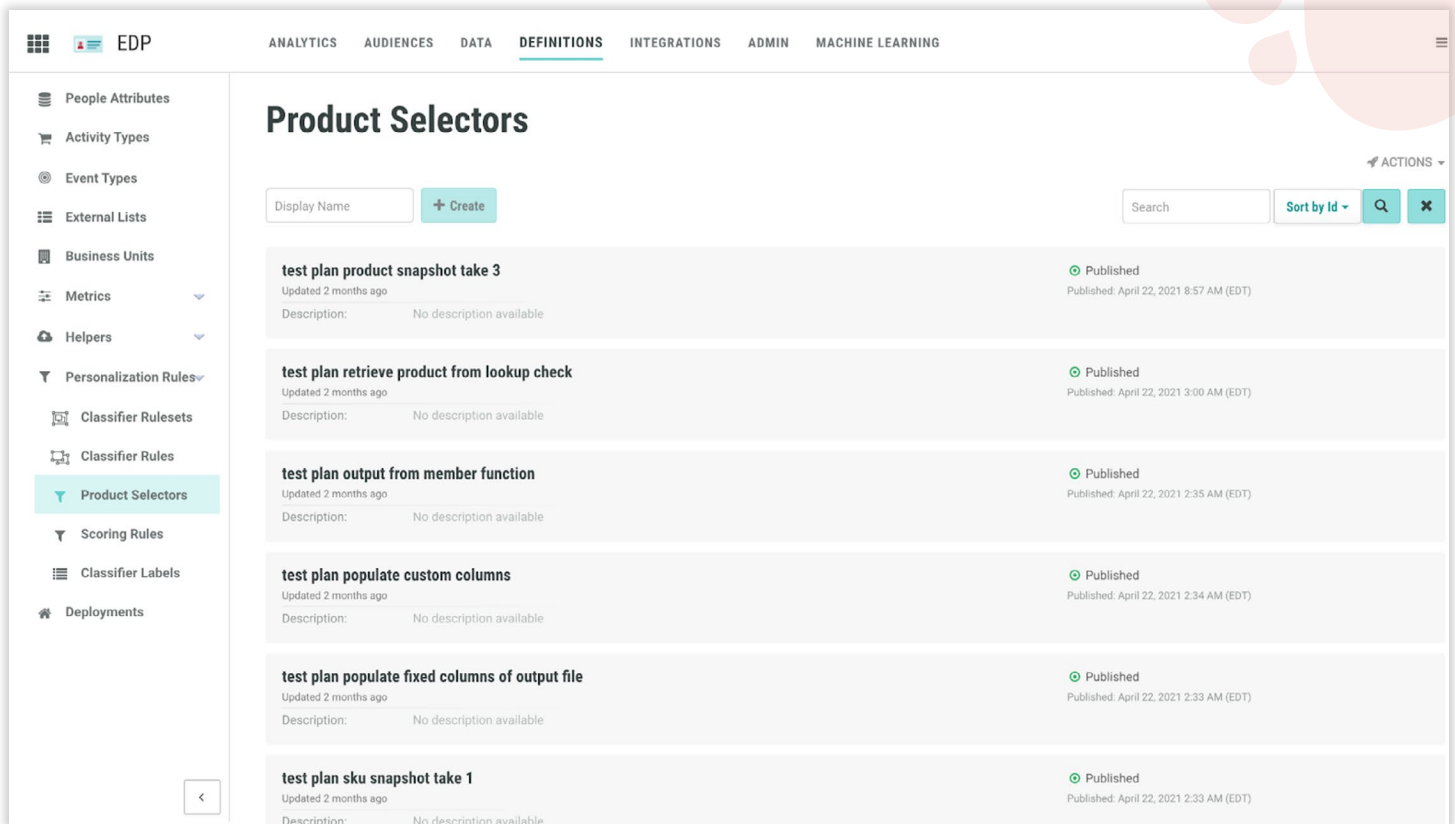 EDP
ANALYTICS AUDIENCES DATA DEFINITIONS INTEGRATIONS ADMIN MACHINE LEARNING
People Attributes
Activity Types
Event Types
External Lists
Business Units
Metrics
Helpers
Personalization Rules
Classifier Rulesets
Classifier Rules
Product Selectors
Scoring Rules
Classifier Labels
Deployments
Product Selectors
ACTIONS
Display Name + Create Search Sort by Id
test plan product snapshot take 3 Published
Updated 2 months ago Published: April 22, 2021 8:57 AM (EDT)
Description: No description available
test plan retrieve product from lookup check Published
Updated 2 months ago Published: April 22, 2021 3:00 AM (EDT)
Description: No description available
test plan output from member function Published
Updated 2 months ago Published: April 22, 2021 2:35 AM (EDT)
Description: No description available
test plan populate custom columns Published
Updated 2 months ago Published: April 22, 2021 2:34 AM (EDT)
Description: No description available
test plan populate fixed columns of output file Published
Updated 2 months ago Published: April 22, 2021 2:33 AM (EDT)
Description: No description available
test plan sku snapshot take 1 Published
Updated 2 months ago Published: April 22, 2021 2:33 AM (EDT)
Description: No description available